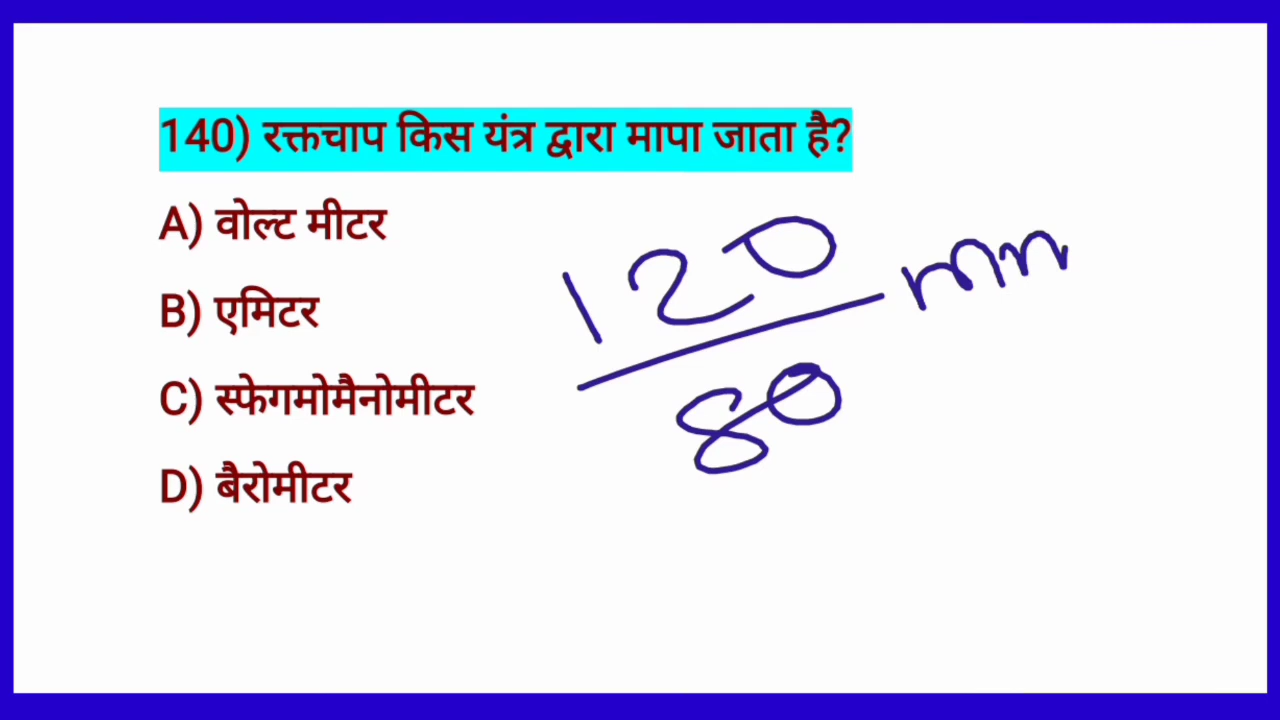 140) रक्तचाप किस यंत्र द्वारा मापा जाता है?
A) वोल्ट मीटर
B) एमिटर
C) स्फेगमोमैनोमीटर
D) बैरोमीटर
120 mm
80